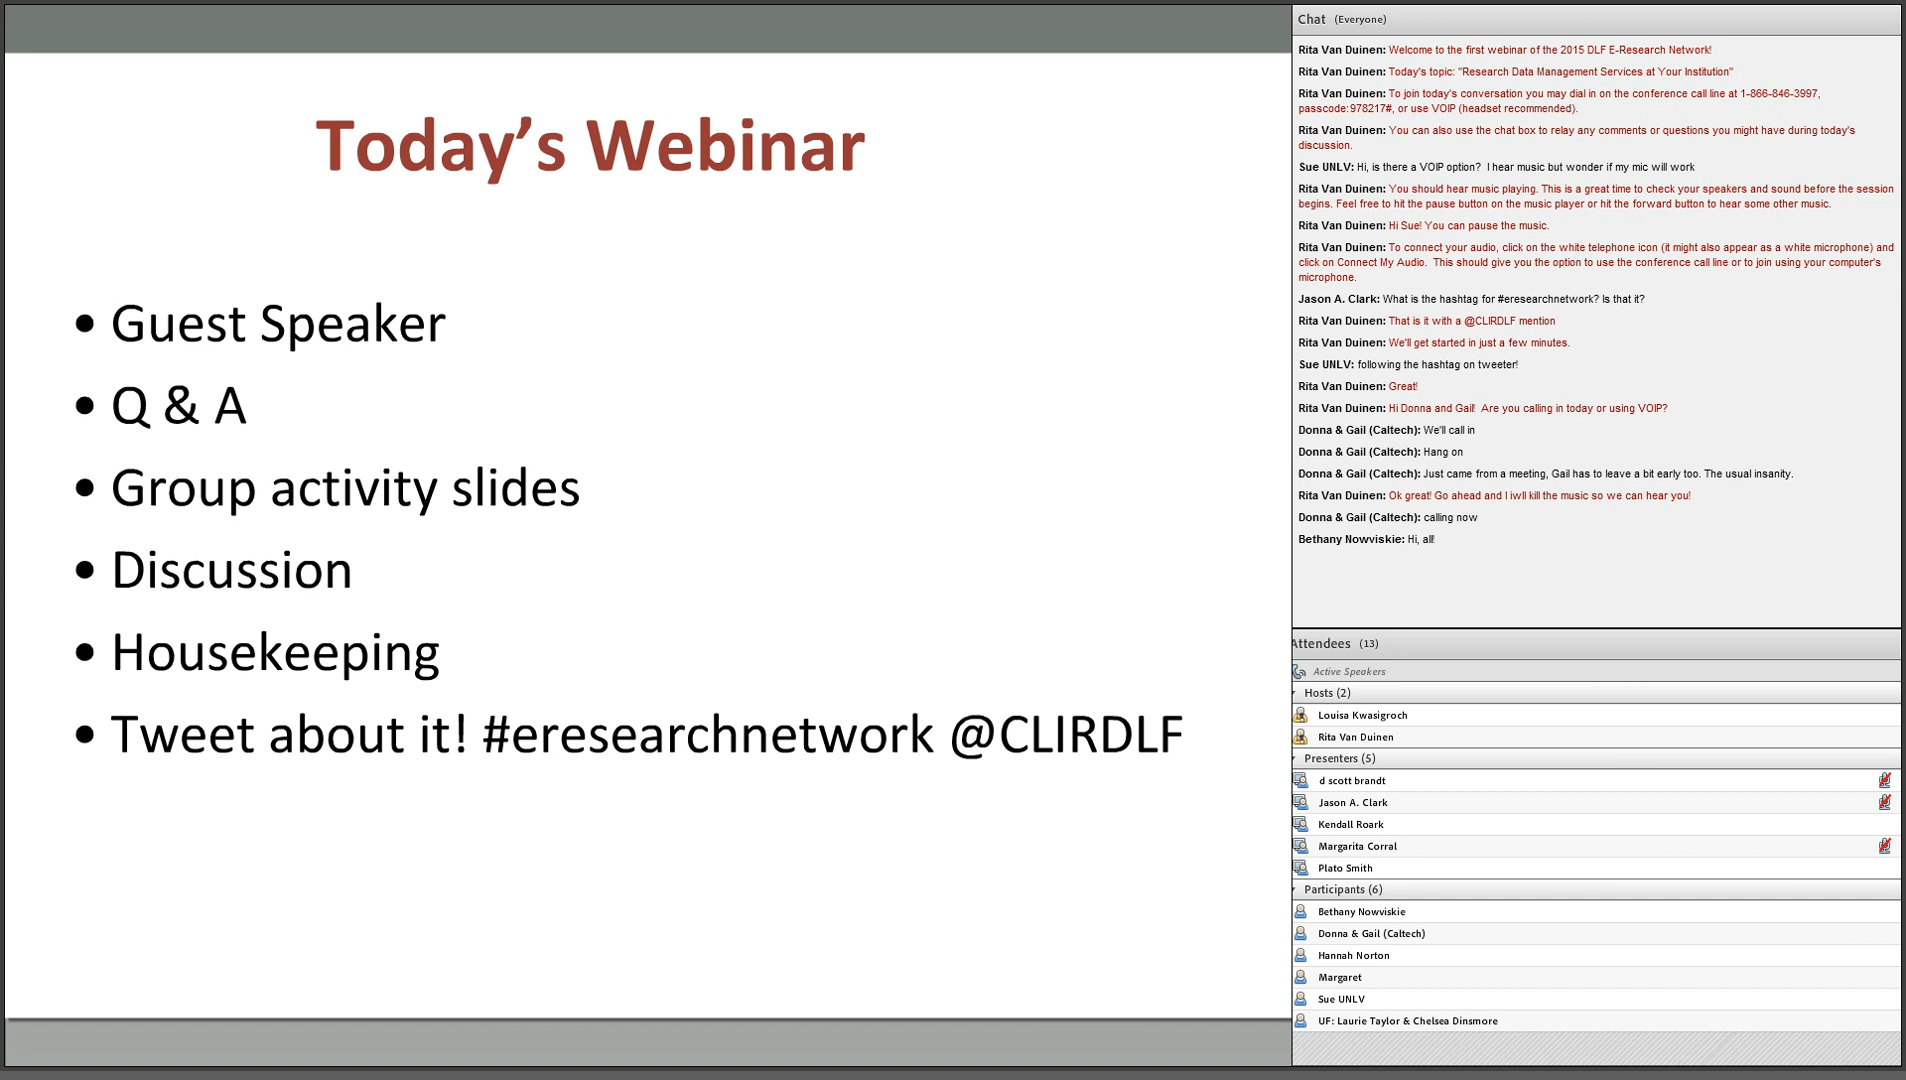 Today’s Webinar
• Guest Speaker
• Q & A
• Group activity slides
• Discussion
• Housekeeping
• Tweet about it! #eresearchnetwork @CLIRDLF
Chat (Everyone)
Rita Van Duinen: Welcome to the first webinar of the 2015 DLF E-Research Network!
Rita Van Duinen: Today's topic: "Research Data Management Services at Your Institution"
Rita Van Duinen: To join today's conversation you may dial in on the conference call line at 1-866-846-3997,
passcode:978217#, or use VOIP (headset recommended).
Rita Van Duinen: You can also use the chat box to relay any comments or questions you might have during today's
discussion.
Sue UNLV: Hi, is there a VOIP option?  I hear music but wonder if my mic will work
Rita Van Duinen: You should hear music playing. This is a great time to check your speakers and sound before the session
begins. Feel free to hit the pause button on the music player or hit the forward button to hear some other music.
Rita Van Duinen: Hi Sue! You can pause the music.
Rita Van Duinen: To connect your audio, click on the white telephone icon (it might also appear as a white microphone) and
click on Connect My Audio.  This should give you the option to use the conference call line or to join using your computer's
microphone.
Jason A. Clark: What is the hashtag for #eresearchnetwork? Is that it?
Rita Van Duinen: That is it with a @CLIRDLF mention
Rita Van Duinen: We'll get started in just a few minutes.
Sue UNLV: following the hashtag on tweeter!
Rita Van Duinen: Great!
Rita Van Duinen: Hi Donna and Gail!  Are you calling in today or using VOIP?
Donna & Gail (Caltech): We'll call in
Donna & Gail (Caltech): Hang on
Donna & Gail (Caltech): Just came from a meeting, Gail has to leave a bit early too. The usual insanity.
Rita Van Duinen: Ok great! Go ahead and I iwll kill the music so we can hear you!
Donna & Gail (Caltech): calling now
Bethany Nowviskie: Hi, all!
Attendees (13)
Active Speakers
Hosts (2)
Louisa Kwasigroch
Rita Van Duinen
Presenters (5)
d scott brandt
Jason A. Clark
Kendall Roark
Margarita Corral
Plato Smith
Participants (6)
Bethany Nowviskie
Donna & Gail (Caltech)
Hannah Norton
Margaret
Sue UNLV
UF: Laurie Taylor & Chelsea Dinsmore